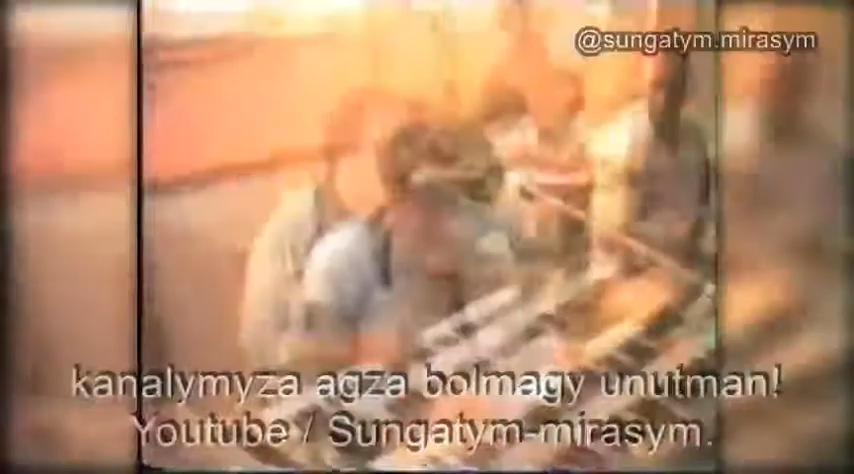 @sungatym.mirasym
kanalymyza agza bolmagy unutman!
Youtube / Sungatym-mirasym.